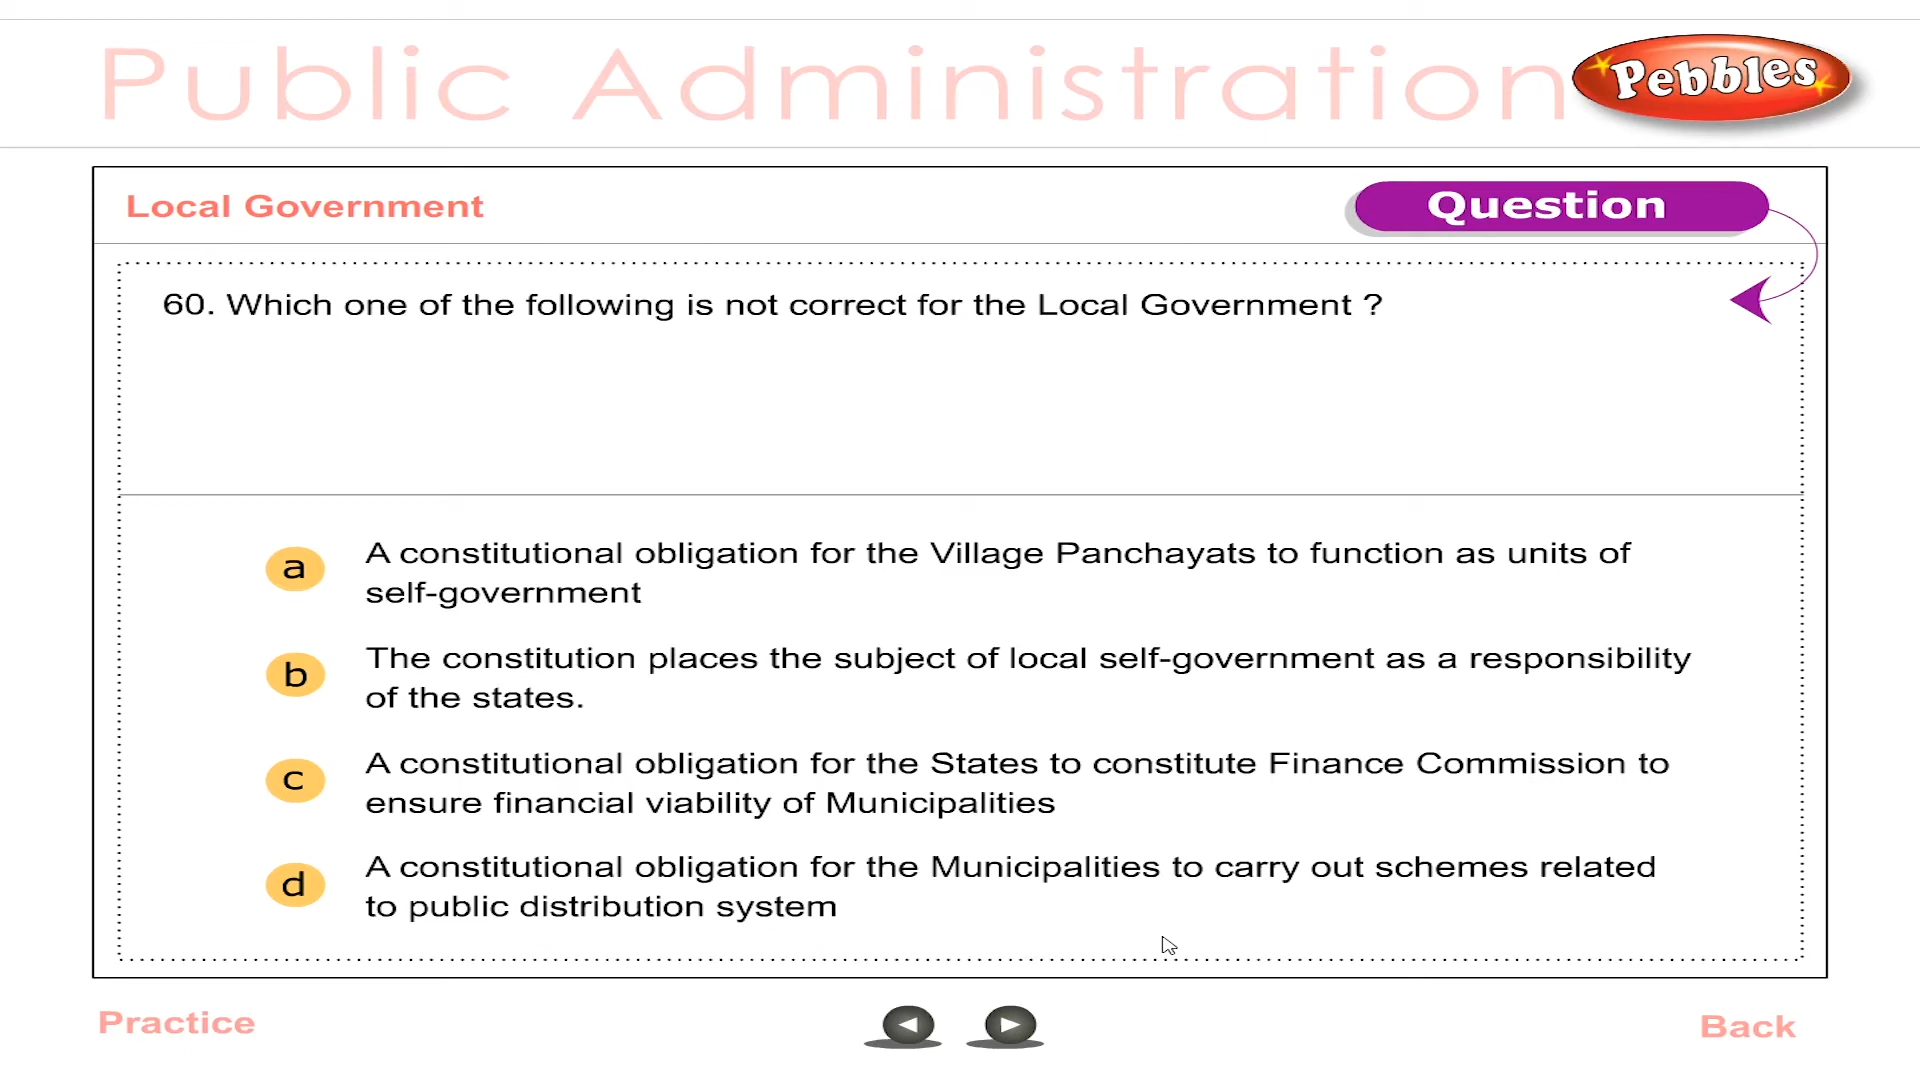 Public Administration
Pebbles
Local Government
Question
60. Which one of the following is not correct for the Local Government ?
a
A constitutional obligation for the Village Panchayats to function as units of
self-government
b
The constitution places the subject of local self-government as a responsibility
of the states.
c
A constitutional obligation for the States to constitute Finance Commission to
ensure financial viability of Municipalities
d
A constitutional obligation for the Municipalities to carry out schemes related
to public distribution system
Practice
Back